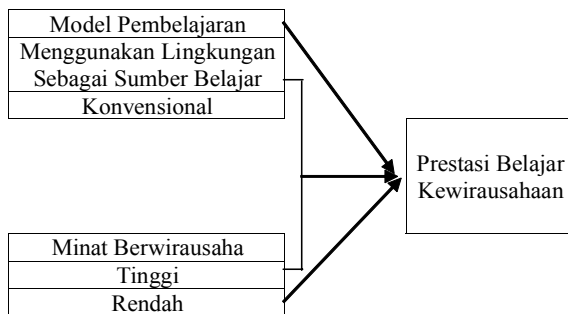 Model Pembelajaran
Menggunakan Lingkungan
Sebagai Sumber Belajar
Konvensional
Prestasi Belajar
Kewirausahaan
Minat Berwirausaha
Tinggi
Rendah